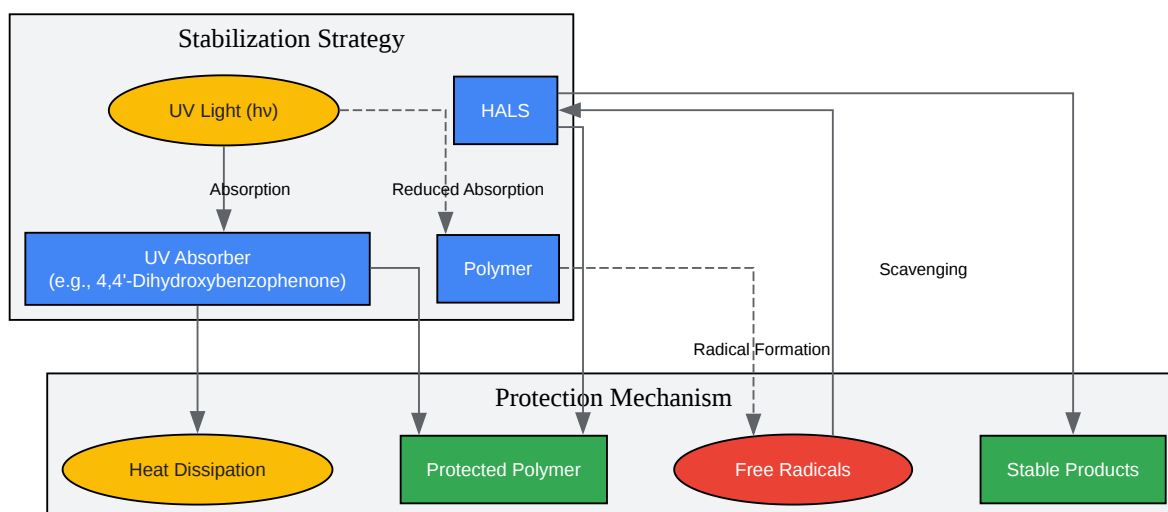 Stabilization Strategy
UV Light (hν)
HALS
Absorption
Reduced Absorption
UV Absorber
(e.g., 4,4'-Dihydroxybenzophenone)
Polymer
Scavenging
Radical Formation
Protection Mechanism
Heat Dissipation
Protected Polymer
Free Radicals
Stable Products